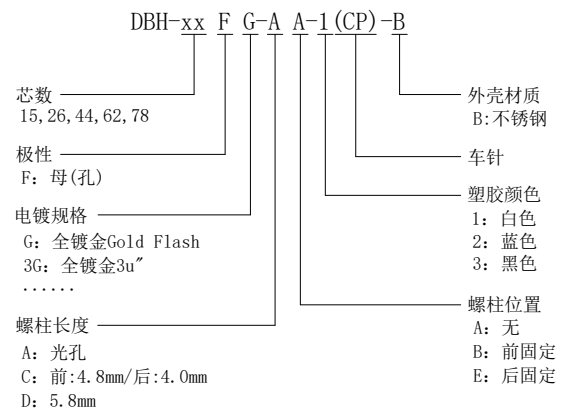 DBH-xx F G-A A-1(CP)-B
芯数
15,26,44,62,78
极性
F: 母(孔)
电镀规格
G: 全镀金Gold Flash
3G: 全镀金3u"
······
螺柱长度
A: 光孔
C: 前:4.8mm/后:4.0mm
D: 5.8mm
外壳材质
B:不锈钢
车针
塑胶颜色
1: 白色
2: 蓝色
3: 黑色
螺柱位置
A: 无
B: 前固定
E: 后固定